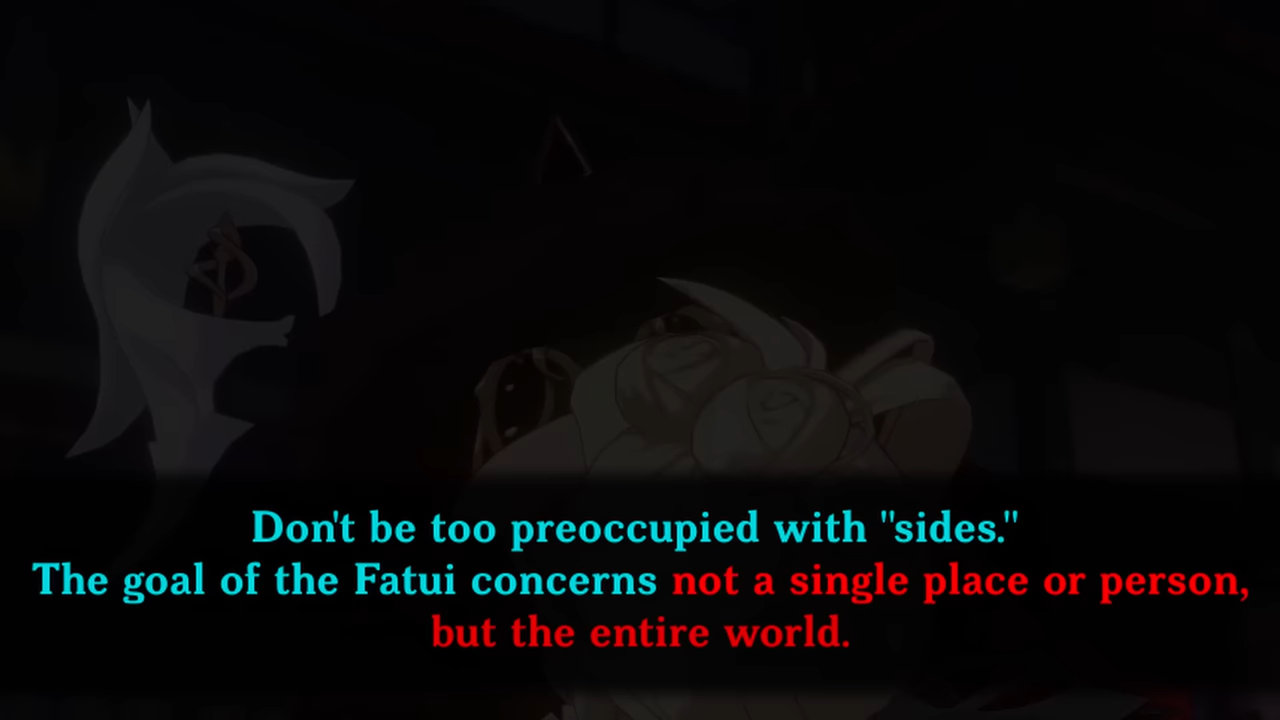 Don't be too preoccupied with "sides."
The goal of the Fatui concerns not a single place or person,
but the entire world.